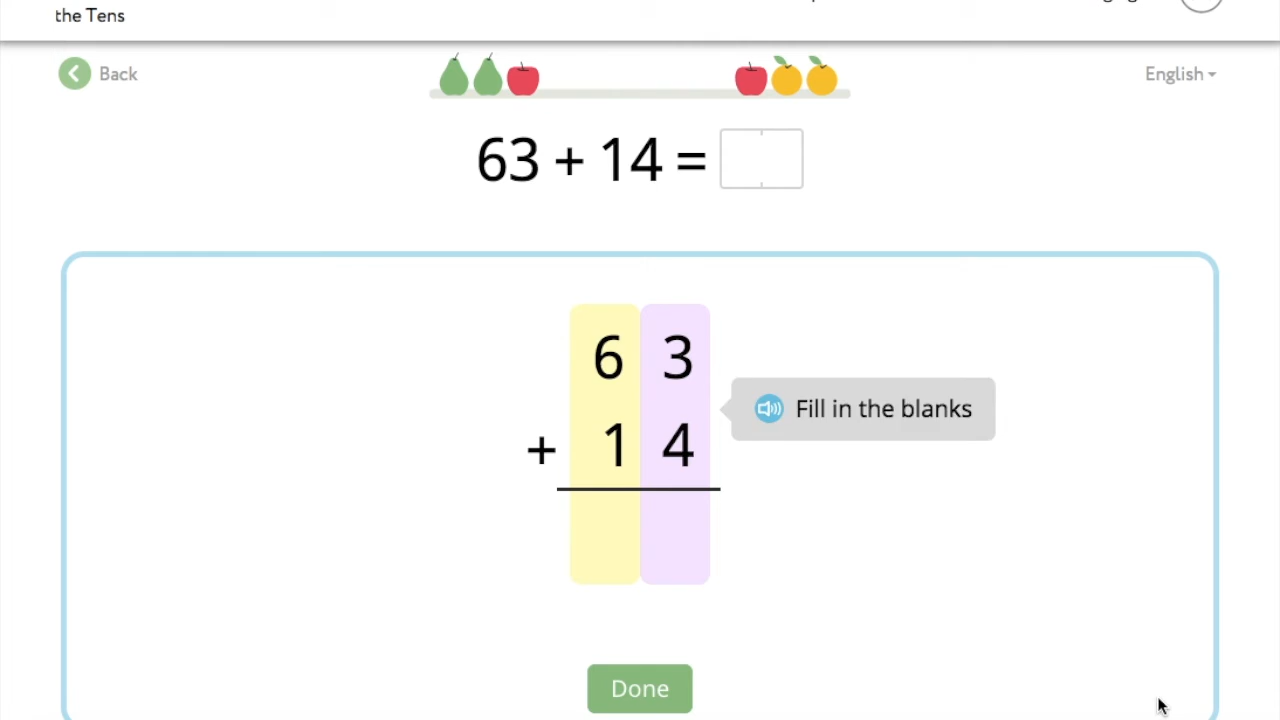 the Tens
Back
English
63 + 14 =
6 3
+ 1 4
Fill in the blanks
Done